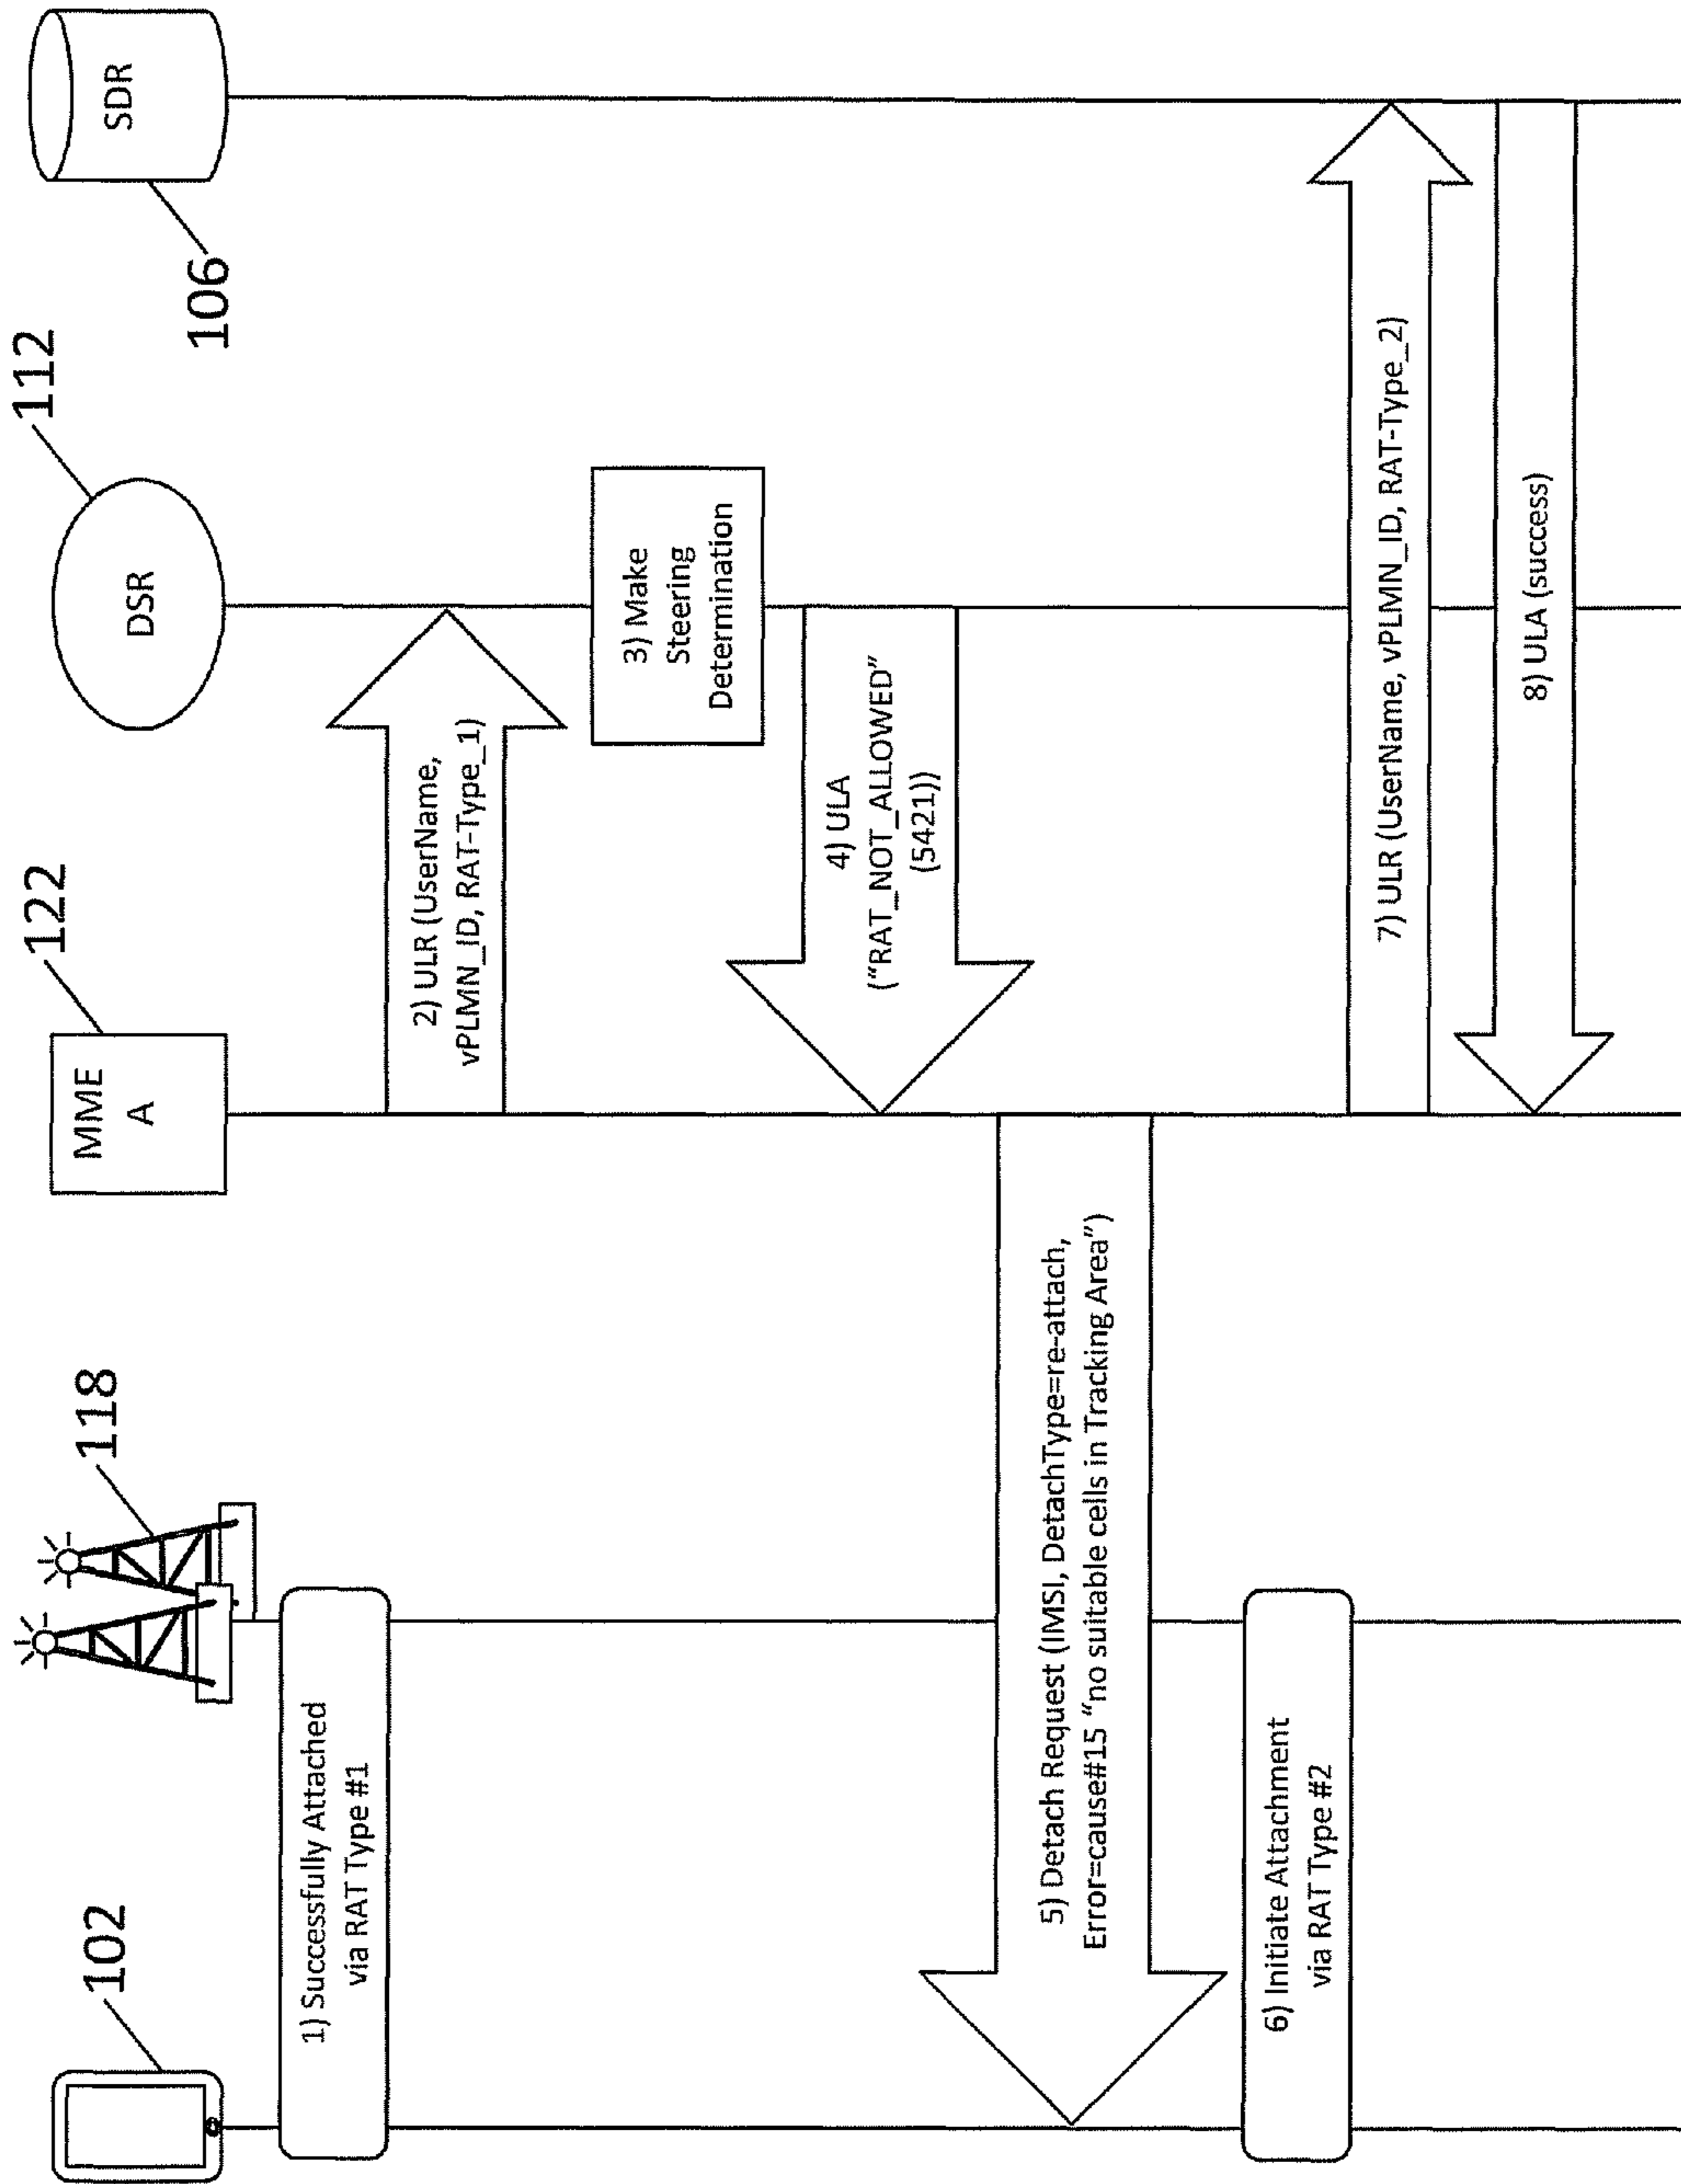 102
118
MME
A
122
DSR
112
SDR
106
1) Successfully Attached
via RAT Type #1
2) ULR (UserName,
vPLMN_ID, RAT-Type_1)
3) Make
Steering
Determination
4) ULA
(“RAT_NOT_ALLOWED”
(5421))
5) Detach Request (IMSI, DetachType=re-attach,
Error=cause#15 “no suitable cells in Tracking Area”)
6) Initiate Attachment
via RAT Type #2
7) ULR (UserName, vPLMN_ID, RAT-Type_2)
8) ULA (success)